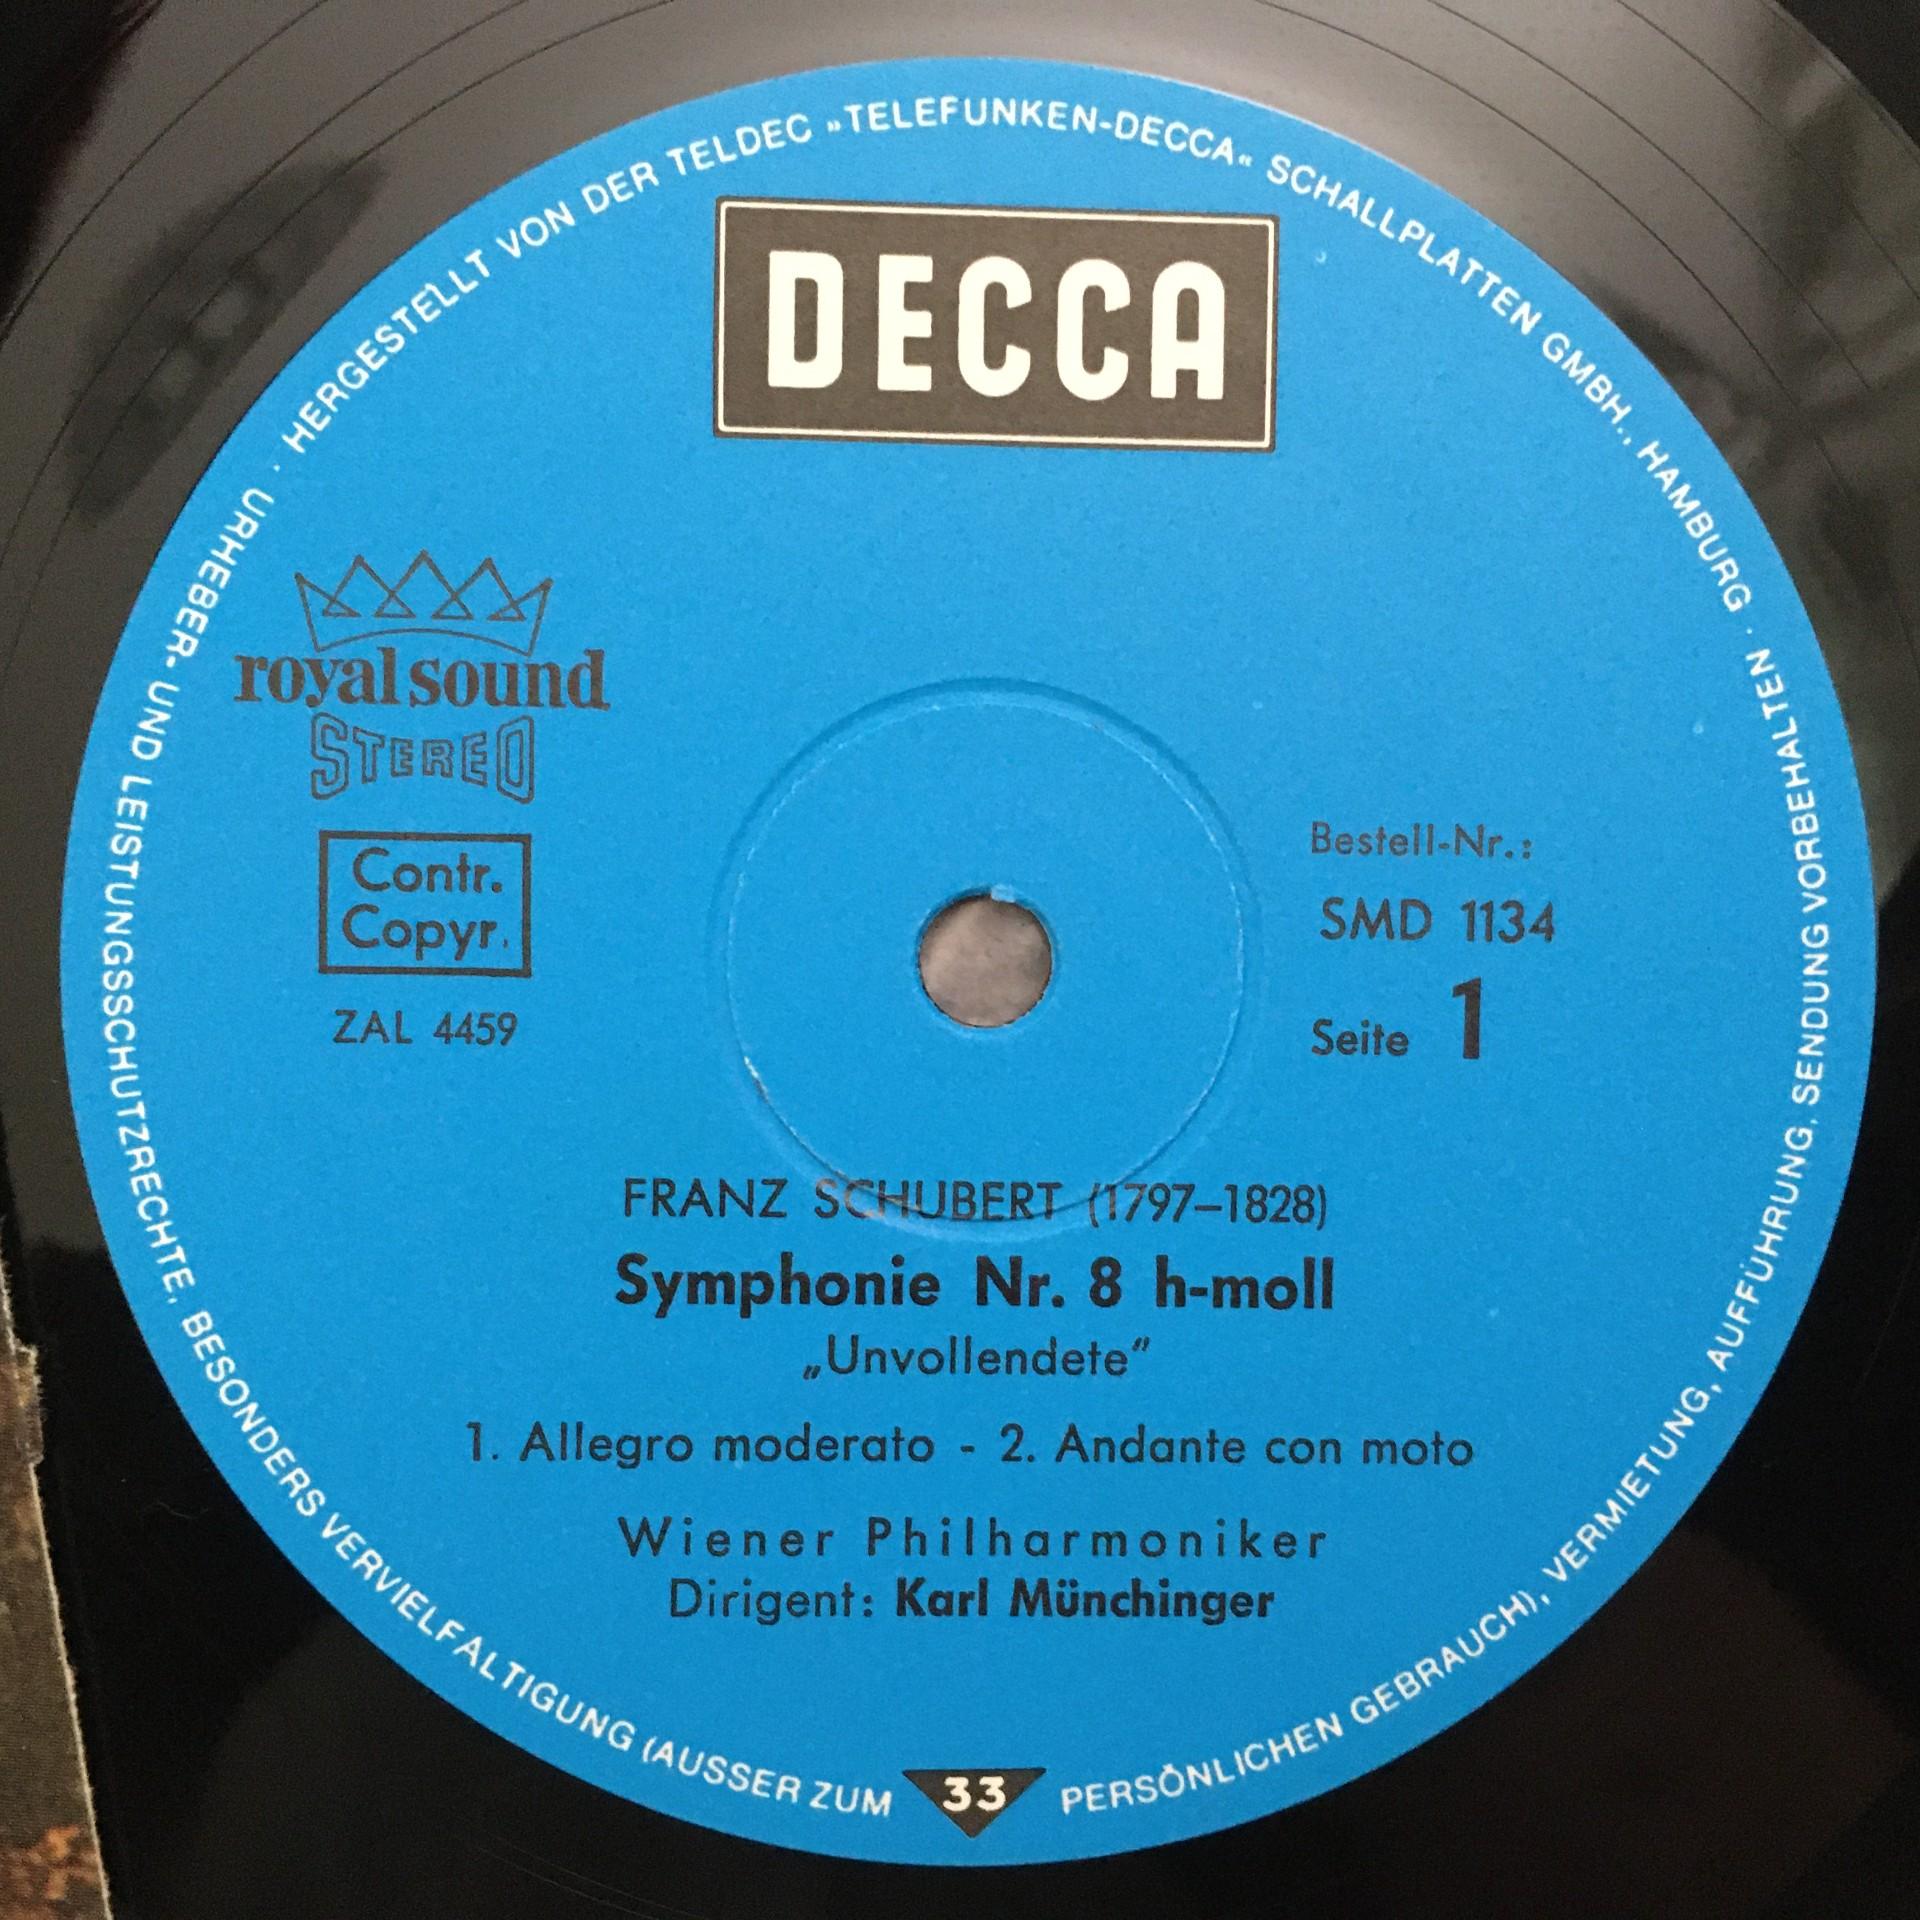 HERGESTELLT VON DER TELDEC »TELEFUNKEN-DECCA« SCHALLPLATTEN GMBH., HAMBURG ·
URHEBER- UND LEISTUNGSSCHUTZRECHTE, BESONDERS VERVIELFÄLTIGUNG (AUSSER ZUM PERSÖNLICHEN GEBRAUCH), VERMIETUNG, AUFFÜHRUNG, SENDUNG VORBEHALTEN ·
DECCA
royal sound
STEREO
Contr.
Copyr.
ZAL 4459
Bestell-Nr.:
SMD 1134
Seite 1
FRANZ SCHUBERT (1797–1828)
Symphonie Nr. 8 h-moll
„Unvollendete”
1. Allegro moderato - 2. Andante con moto
Wiener Philharmoniker
Dirigent: Karl Münchinger
33